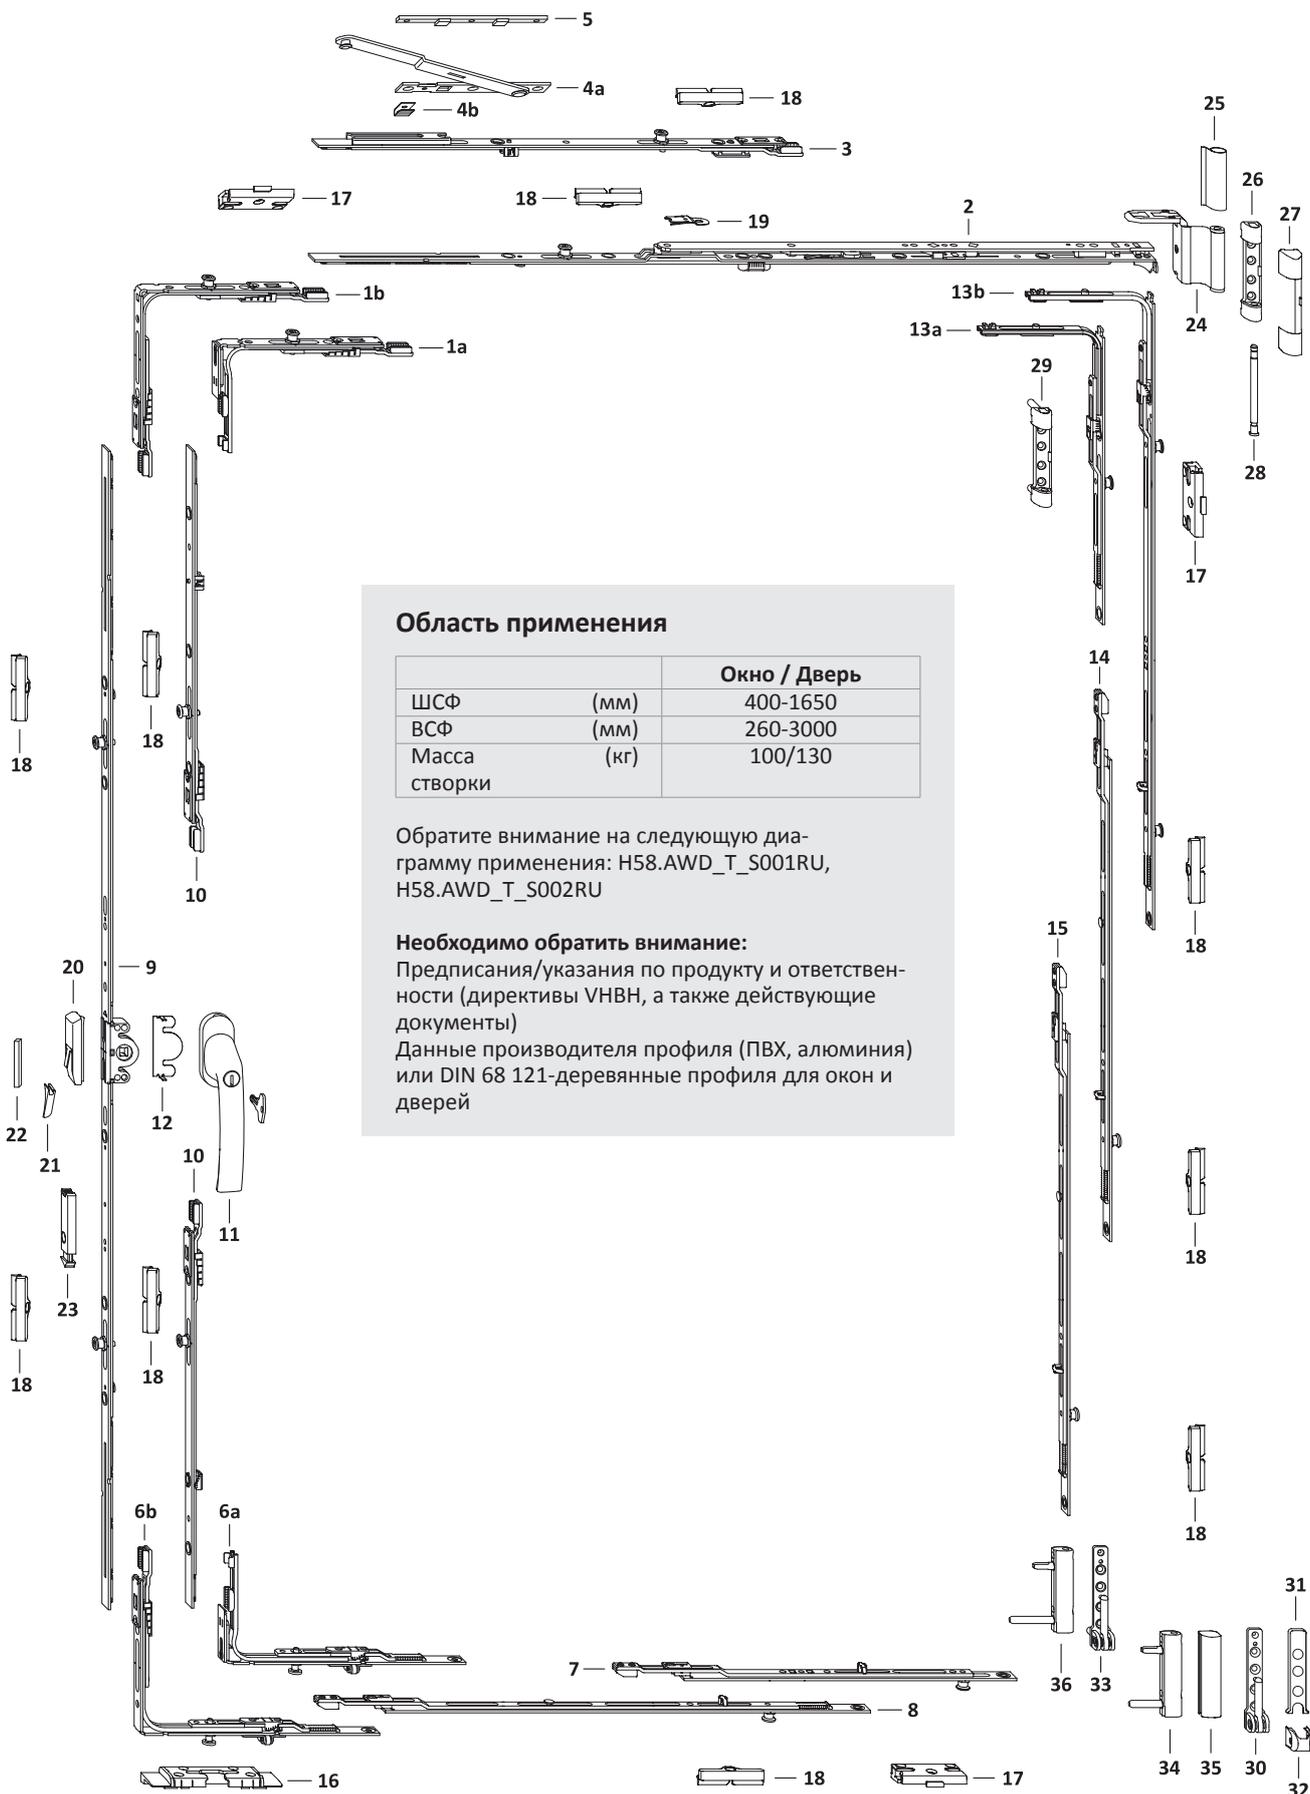 5
4a
18
4b
3
25
17
18
26
2
27
19
1b
13b
24
13a
1a
29
28
17
Область применения
14
Окно / Дверь
ШСФ (мм) 400-1650
18
ВСФ (мм) 260-3000
18
Масса (кг) 100/130
створки
Обратите внимание на следующую диа-
грамму применения: H58.AWD_T_S001RU,
H58.AWD_T_S002RU
10
15
18
Необходимо обратить внимание:
20
9
Предписания/указания по продукту и ответствен-
ности (директивы VHBH, а также действующие
документы)
Данные производителя профиля (ПВХ, алюминия)
или DIN 68 121-деревянные профиля для окон и
дверей
12
22
10
21
11
18
23
18
18
6b
6a
18
31
7
36
33
8
34
35
30
16
18
17
32